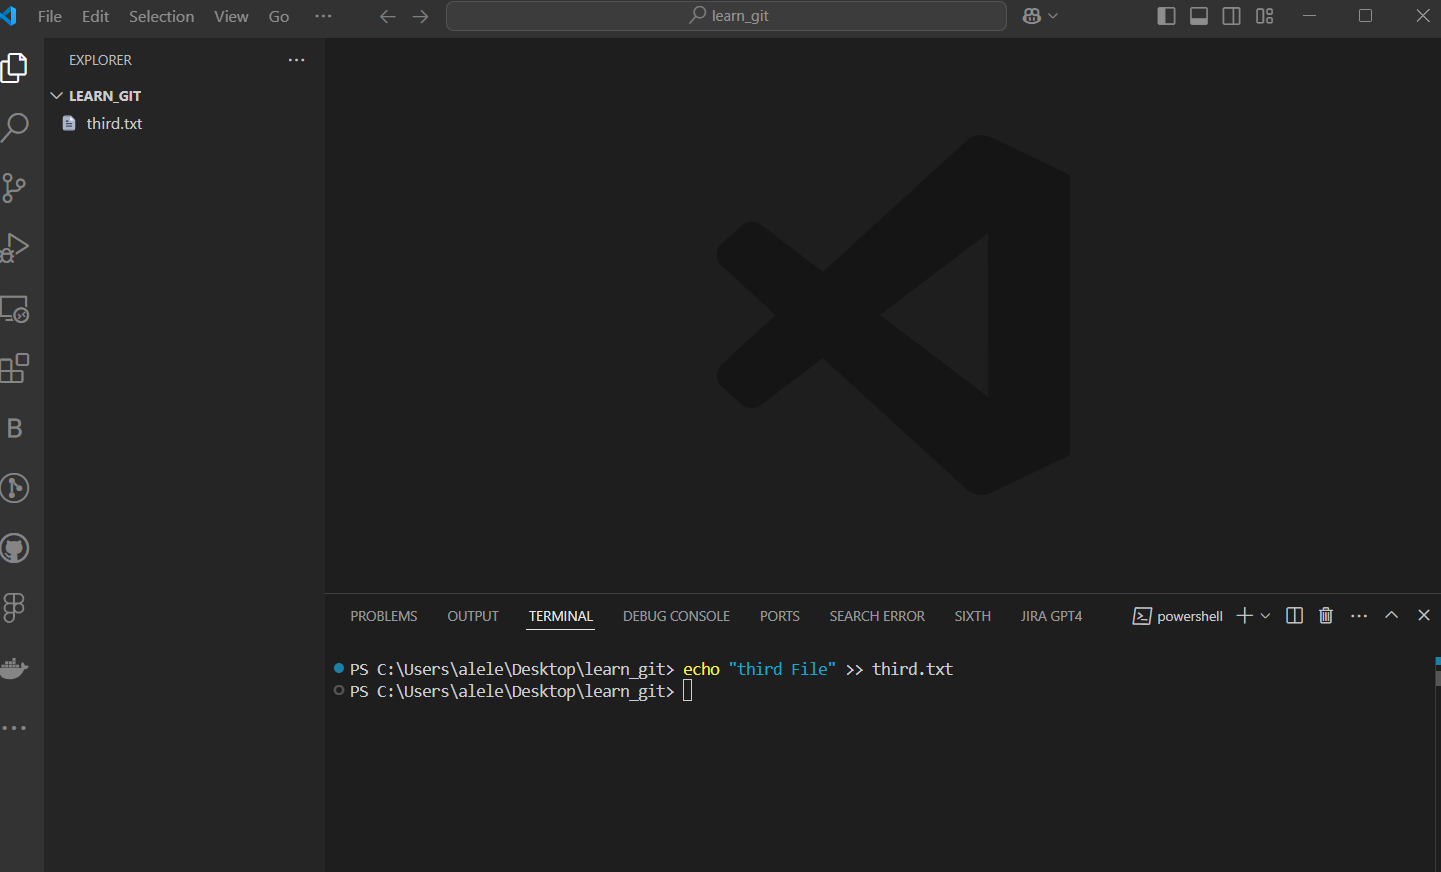 File Edit Selection View Go ··· learn_git
EXPLORER ···
LEARN_GIT
third.txt
B
PROBLEMS OUTPUT TERMINAL DEBUG CONSOLE PORTS SEARCH ERROR SIXTH JIRA GPT4 powershell
PS C:\Users\alele\Desktop\learn_git> echo "third File" >> third.txt
PS C:\Users\alele\Desktop\learn_git>